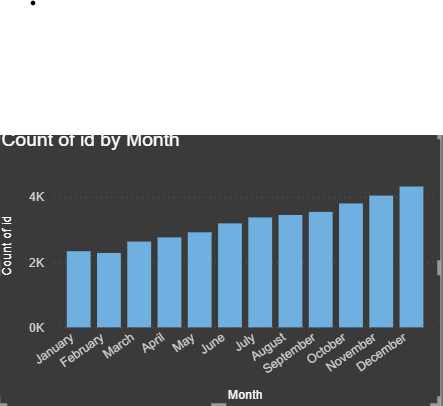 Count of id by Month
4K
2K
0K
Count of id
January
February
March
April
May
June
July
August
September
October
November
December
Month